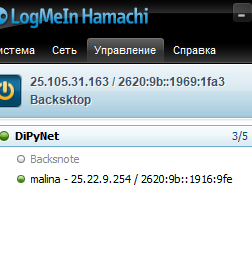 LogMeIn Hamachi
истема Сеть Управление Справка
25.105.31.163 / 2620:9b::1969:1fa3
Backsktop
DiPyNet 3/5
Backsnote
malina - 25.22.9.254 / 2620:9b::1916:9fe